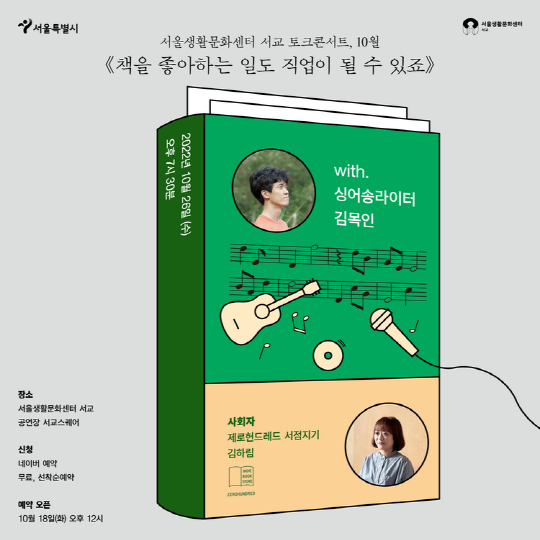 서울특별시
서울생활문화센터
서교
서울생활문화센터 서교 토크콘서트, 10월
《책을 좋아하는 일도 직업이 될 수 있죠》
2022년 10월 26일 (수)
오후 7시 30분
with.
싱어송라이터
김목인
장소
서울생활문화센터 서교
공연장 서교스퀘어
신청
네이버 예약
무료, 선착순예약
예약 오픈
10월 18일(화) 오후 12시
사회자
제로헌드레드 서점지기
김하림
INDIE
BOOK
STORE
ZEROHUNDRED